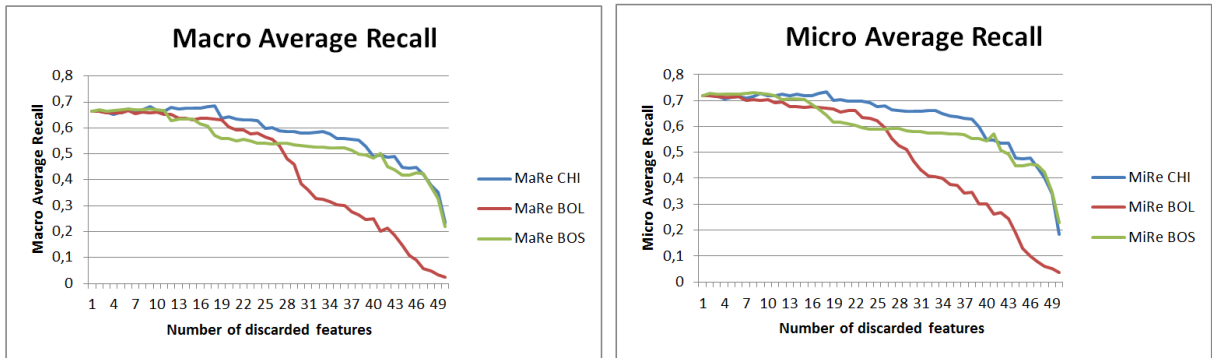 Macro Average Recall
Macro Average Recall
0,8
0,7
0,6
0,5
0,4
0,3
0,2
0,1
0
1 4 7 10 13 16 19 22 25 28 31 34 37 40 43 46 49
Number of discarded features
MaRe CHI
MaRe BOL
MaRe BOS
Micro Average Recall
Micro Average Recall
0,8
0,7
0,6
0,5
0,4
0,3
0,2
0,1
0
1 4 7 10 13 16 19 22 25 28 31 34 37 40 43 46 49
Number of discarded features
MiRe CHI
MiRe BOL
MiRe BOS